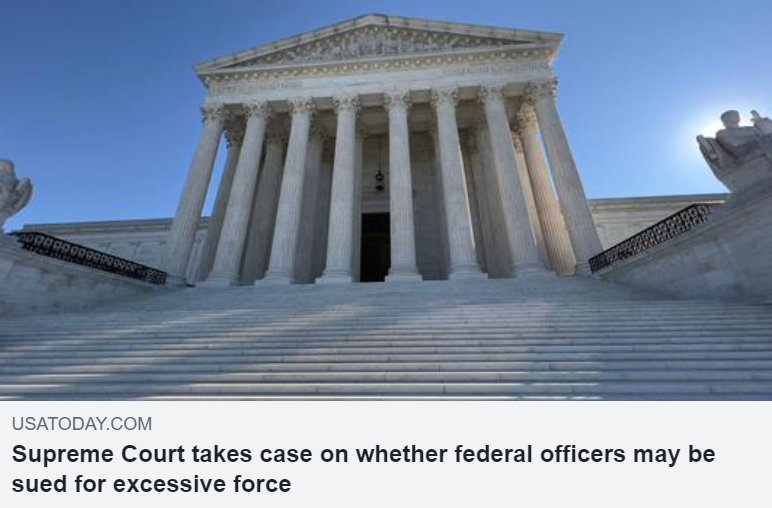 USATODAY.COM
Supreme Court takes case on whether federal officers may be
sued for excessive force